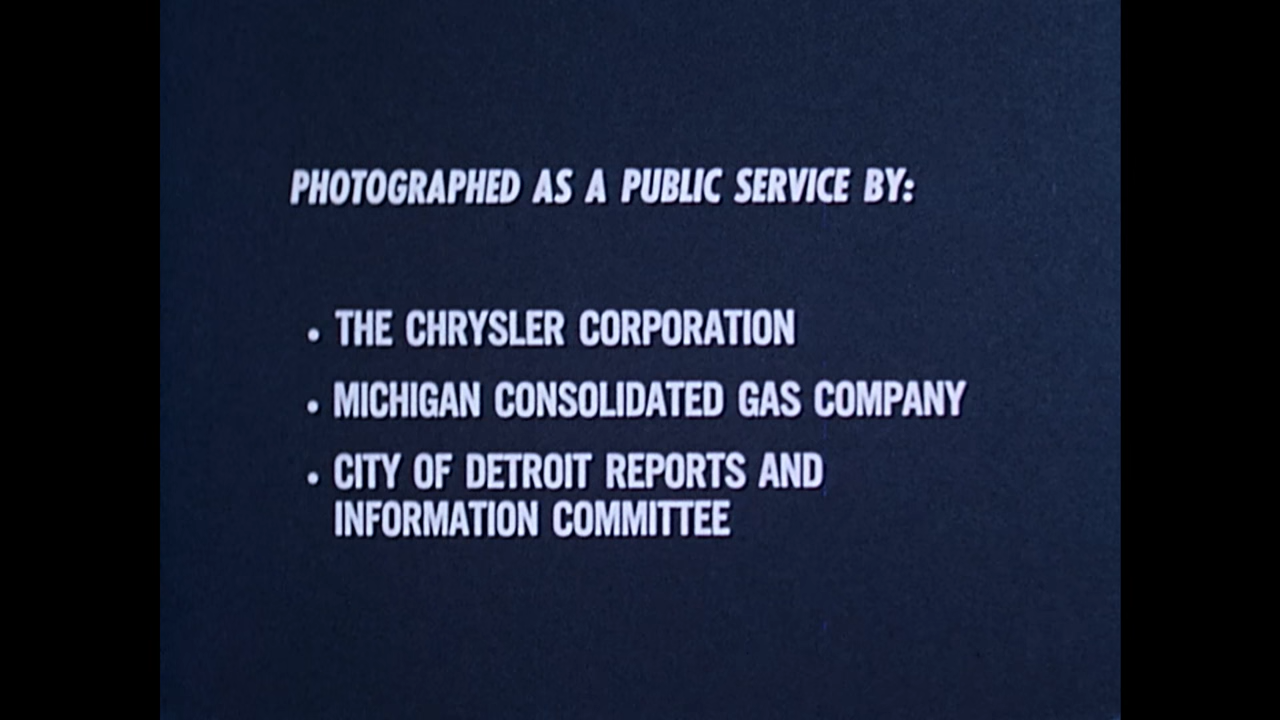 PHOTOGRAPHED AS A PUBLIC SERVICE BY:
• THE CHRYSLER CORPORATION
• MICHIGAN CONSOLIDATED GAS COMPANY
• CITY OF DETROIT REPORTS AND
INFORMATION COMMITTEE